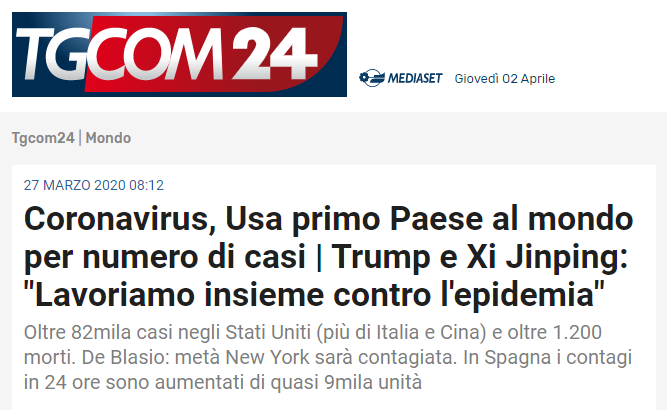 TGCOM 24
MEDIASET Giovedì 02 Aprile
Tgcom24 | Mondo
27 MARZO 2020 08:12
Coronavirus, Usa primo Paese al mondo
per numero di casi | Trump e Xi Jinping:
"Lavoriamo insieme contro l'epidemia"
Oltre 82mila casi negli Stati Uniti (più di Italia e Cina) e oltre 1.200
morti. De Blasio: metà New York sarà contagiata. In Spagna i contagi
in 24 ore sono aumentati di quasi 9mila unità